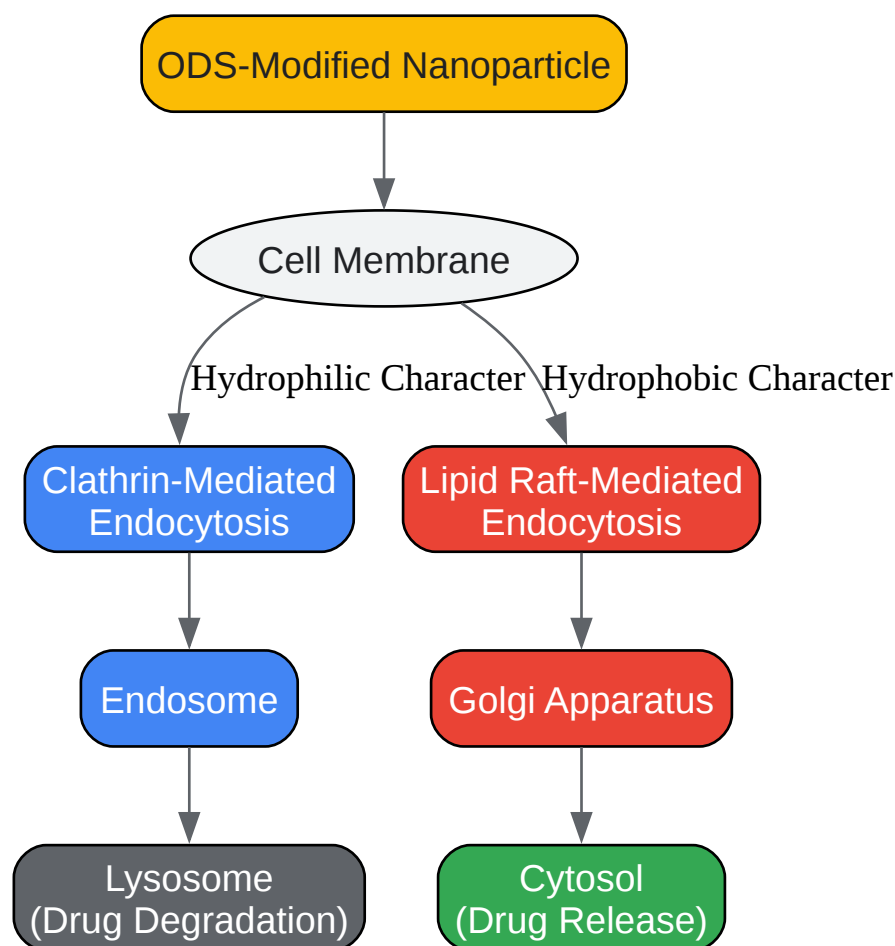 ODS-Modified Nanoparticle
Cell Membrane
Hydrophilic Character
Hydrophobic Character
Clathrin-Mediated
Endocytosis
Lipid Raft-Mediated
Endocytosis
Endosome
Golgi Apparatus
Lysosome
(Drug Degradation)
Cytosol
(Drug Release)